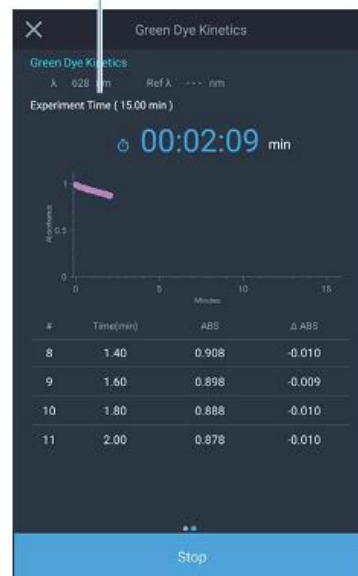 Green Dye Kinetics
Green Dye Kinetics
λ 628 nm Ref λ --- nm
Experiment Time ( 15.00 min )
00:02:09 min
1
0.5
0
Absorbance
0 5 10 15
Minutes
# Time(min) ABS Δ ABS
8 1.40 0.908 -0.010
9 1.60 0.898 -0.009
10 1.80 0.888 -0.010
11 2.00 0.878 -0.010
Stop